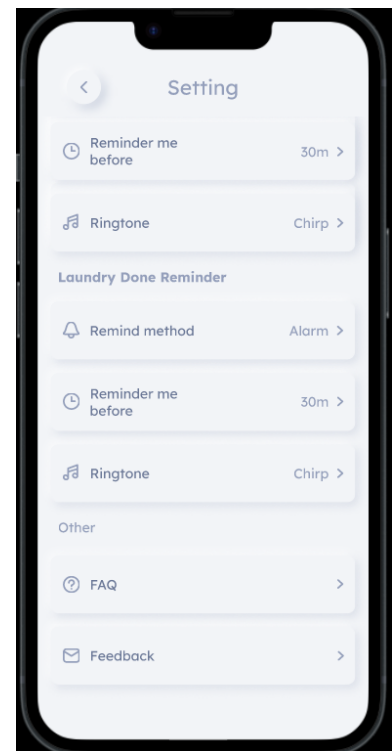 Setting
Reminder me
before
30m
Ringtone
Chirp
Laundry Done Reminder
Remind method
Alarm
Reminder me
before
30m
Ringtone
Chirp
Other
FAQ
Feedback